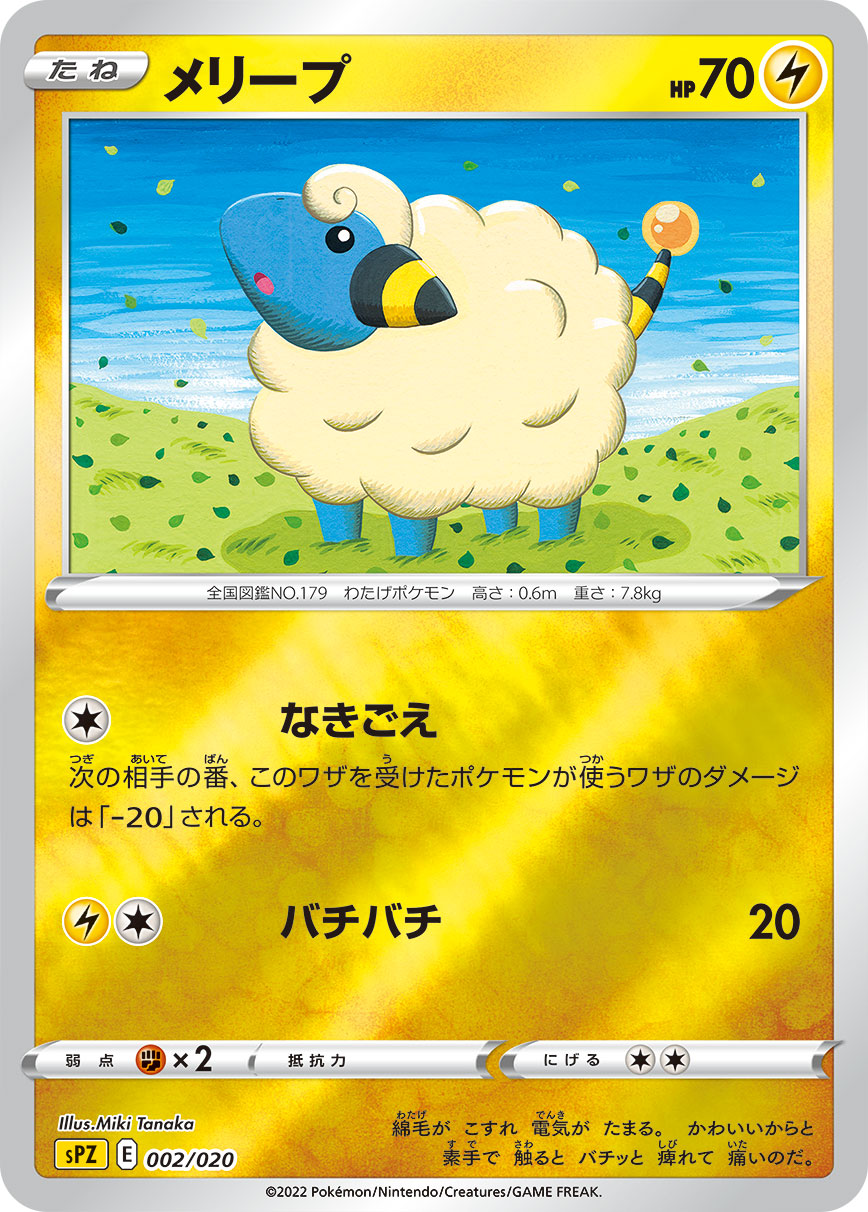 たね メリープ HP70
全国図鑑NO.179 わたげポケモン 高さ：0.6m 重さ：7.8kg
なきごえ
次の相手の番、このワザを受けたポケモンが使うワザのダメージ
は「-20」される。
バチバチ 20
弱点 ×2 抵抗力 にげる
Illus.Miki Tanaka
綿毛が こすれ 電気が たまる。 かわいいからと
素手で 触ると バチッと 痺れて 痛いのだ。
sPZ E 002/020
©2022 Pokémon/Nintendo/Creatures/GAME FREAK.